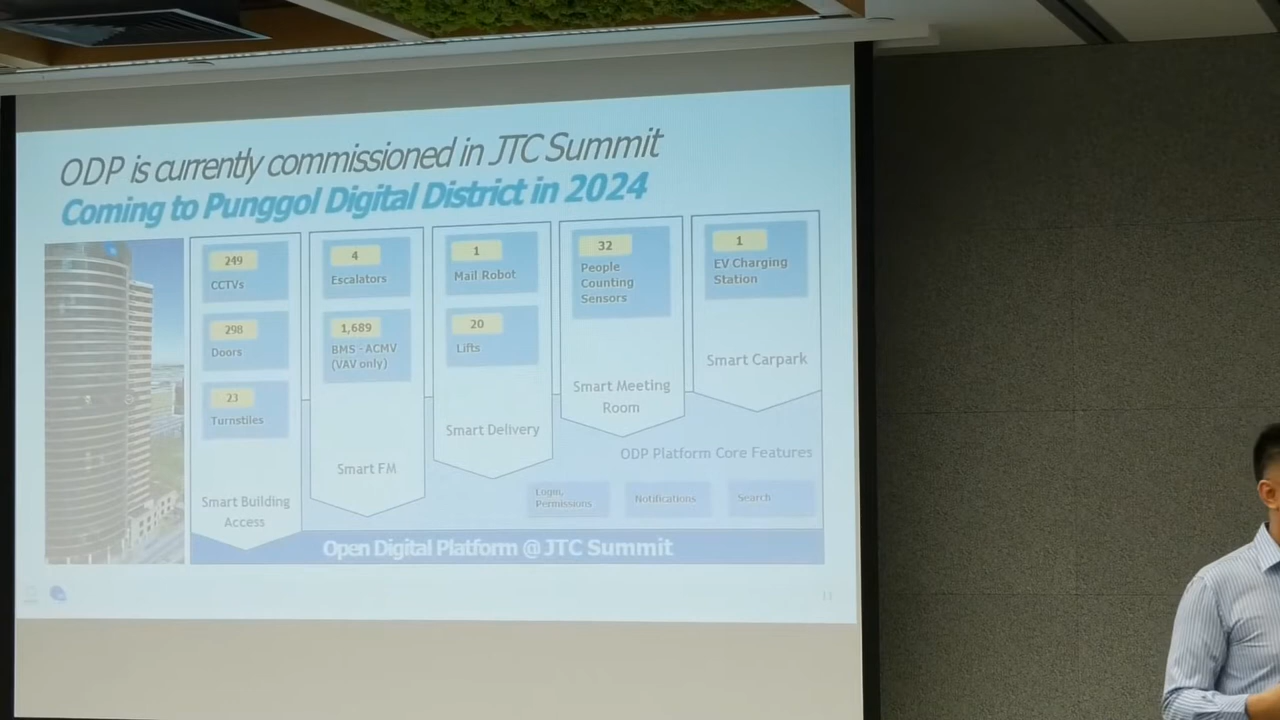 ODP is currently commissioned in JTC Summit
Coming to Punggol Digital District in 2024
249
CCTVs
298
Doors
23
Turnstiles
Smart Building
Access
4
Escalators
1,689
BMS - ACMV
(VAV only)
Smart FM
1
Mail Robot
20
Lifts
Smart Delivery
32
People
Counting
Sensors
Smart Meeting
Room
1
EV Charging
Station
Smart Carpark
ODP Platform Core Features
Login,
Permissions
Notifications
Search
Open Digital Platform @ JTC Summit